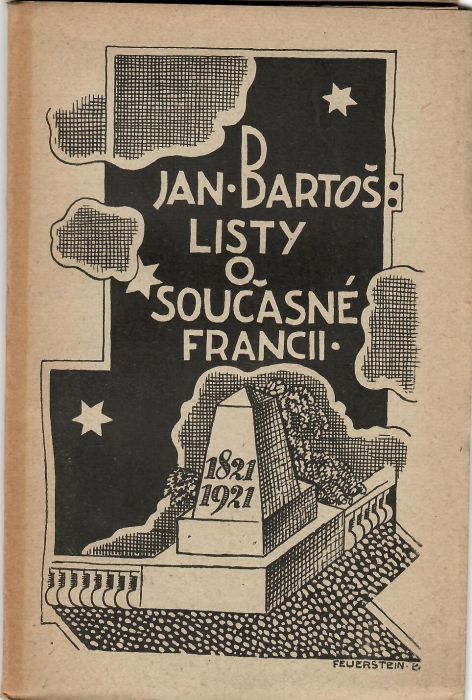 JAN · BARTOŠ:
LISTY
O
SOUČASNÉ
FRANCII ·
1821
1921
FEUERSTEIN · B